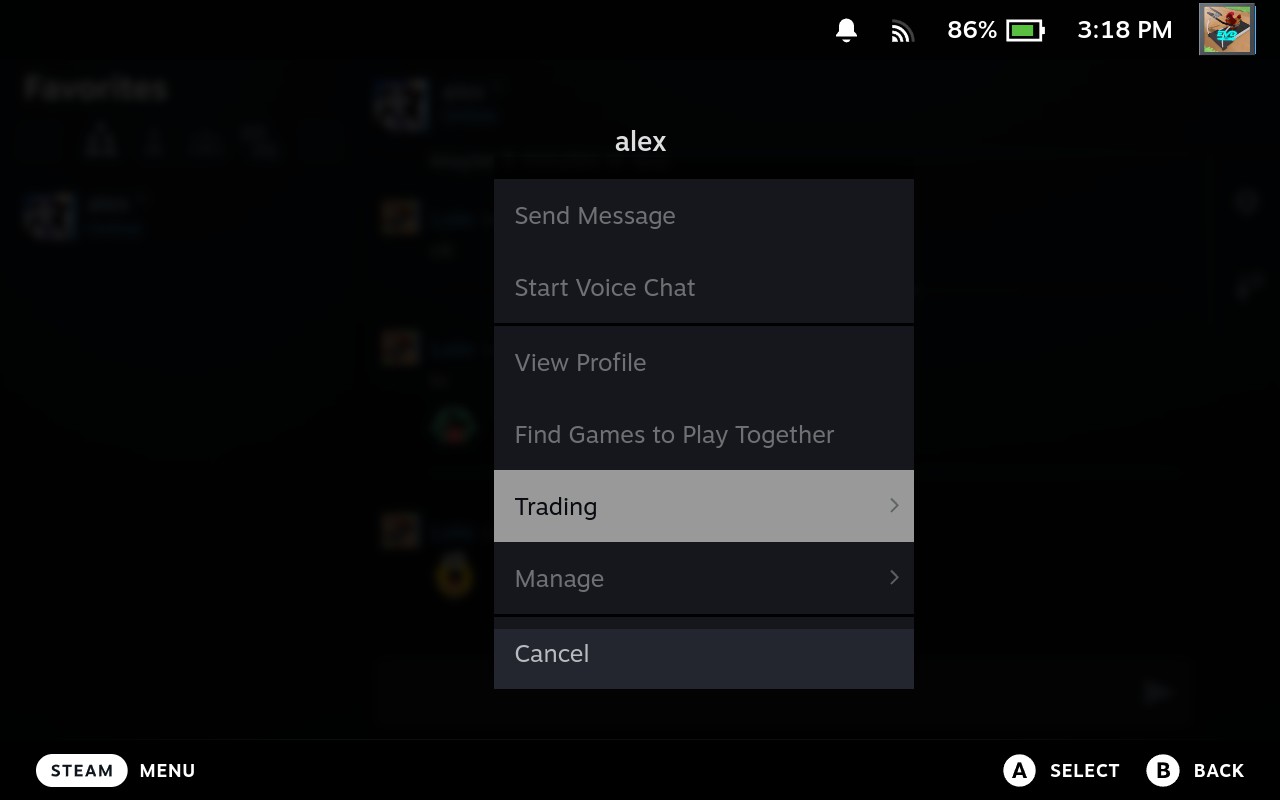 86%
3:18 PM
Favorites
alex
Send Message
Start Voice Chat
View Profile
Find Games to Play Together
Trading
Manage
Cancel
STEAM MENU
A SELECT
B BACK